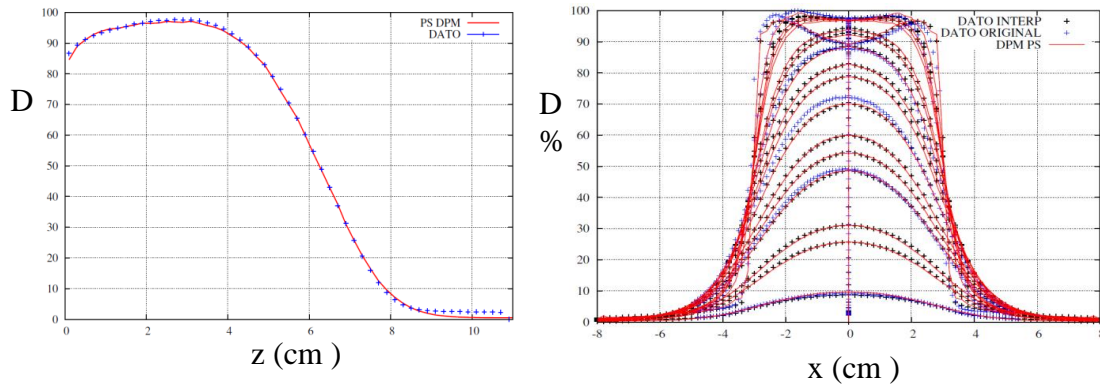 100
90
80
70
60
50
40
30
20
10
0
0 2 4 6 8 10
D
z (cm )
PS DPM
DATO
100
90
80
70
60
50
40
30
20
10
0
-8 -6 -4 -2 0 2 4 6 8
D
%
x (cm )
DATO INTERP
DATO ORIGINAL
DPM PS